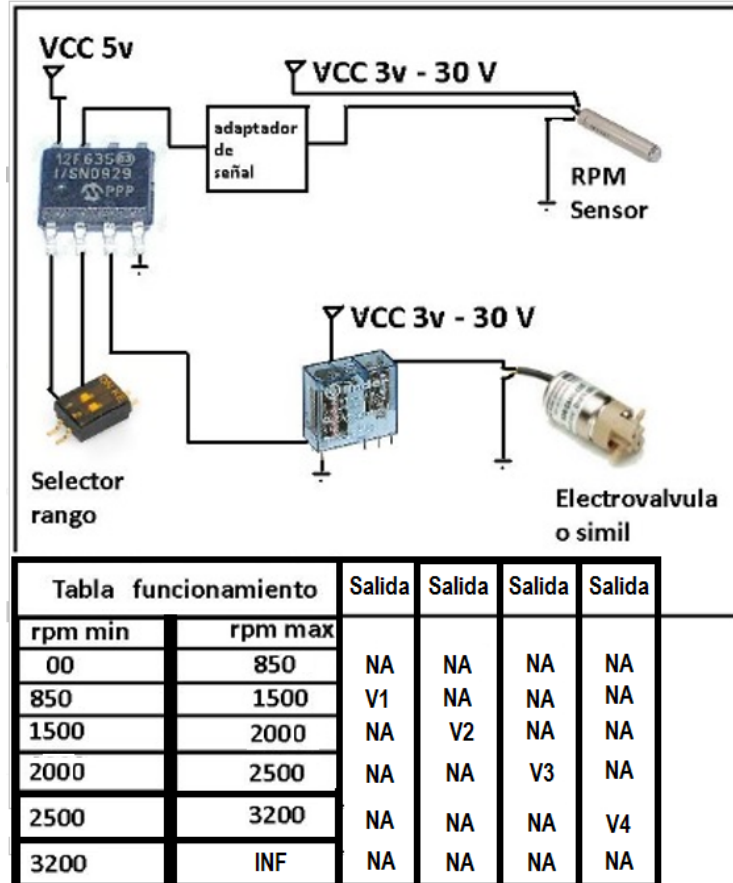 VCC 5v
VCC 3v - 30 V
adaptador
de
señal
12F635
I/SN0929
PPP
RPM
Sensor
VCC 3v - 30 V
Selector
rango
Electrovalvula
o simil
Tabla funcionamiento Salida Salida Salida Salida
rpm min rpm max
00 850 NA NA NA NA
850 1500 V1 NA NA NA
1500 2000 NA V2 NA NA
2000 2500 NA NA V3 NA
2500 3200 NA NA NA V4
3200 INF NA NA NA NA